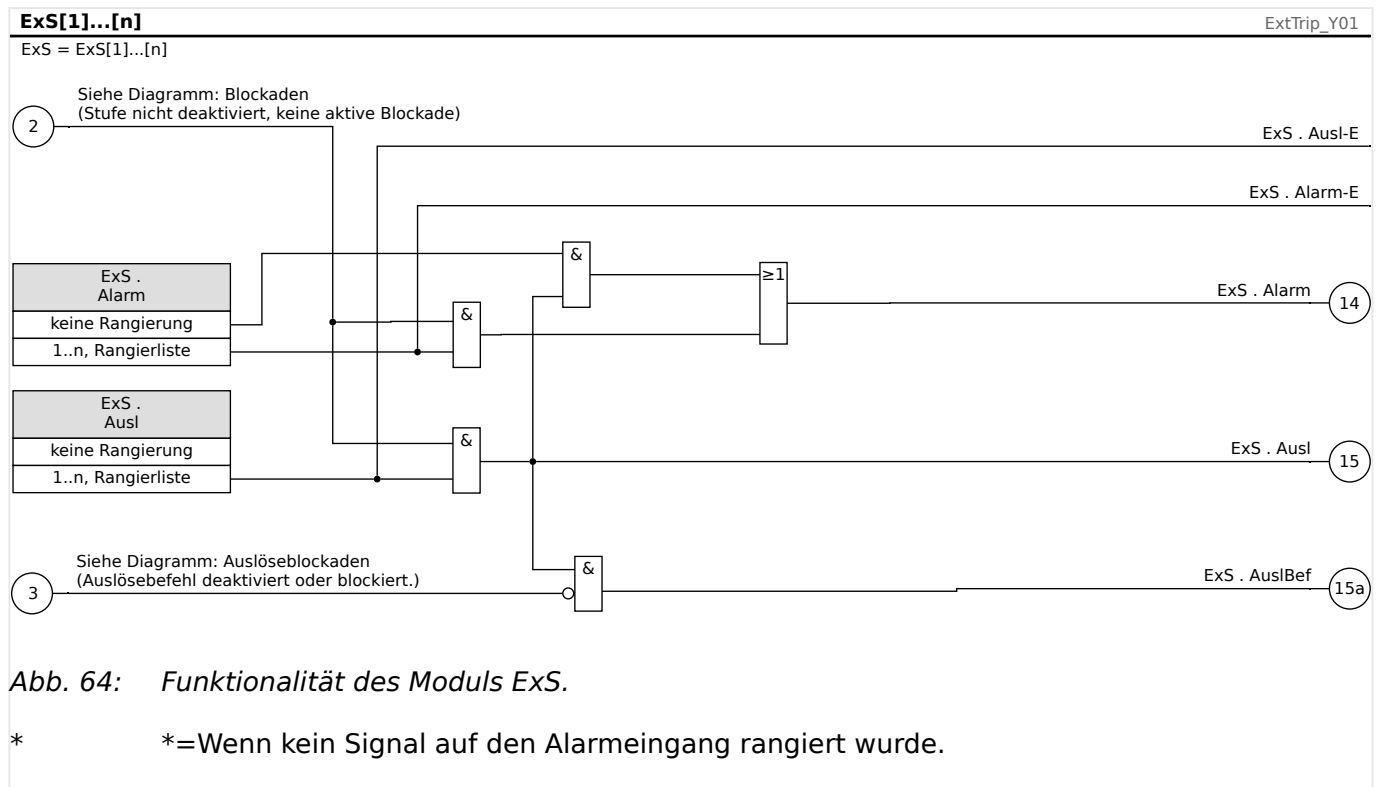 ExS[1]...[n]
ExtTrip_Y01
ExS = ExS[1]...[n]
Siehe Diagramm: Blockaden
(Stufe nicht deaktiviert, keine aktive Blockade)
2
ExS . Ausl-E
ExS . Alarm-E
&
ExS .
Alarm
≥1
keine Rangierung
&
ExS . Alarm
14
1..n, Rangierliste
ExS .
Ausl
keine Rangierung
&
ExS . Ausl
15
1..n, Rangierliste
Siehe Diagramm: Auslöseblockaden
(Auslösebefehl deaktiviert oder blockiert.)
3
&
ExS . AuslBef
15a
Abb. 64: Funktionalität des Moduls ExS.
* *=Wenn kein Signal auf den Alarmeingang rangiert wurde.